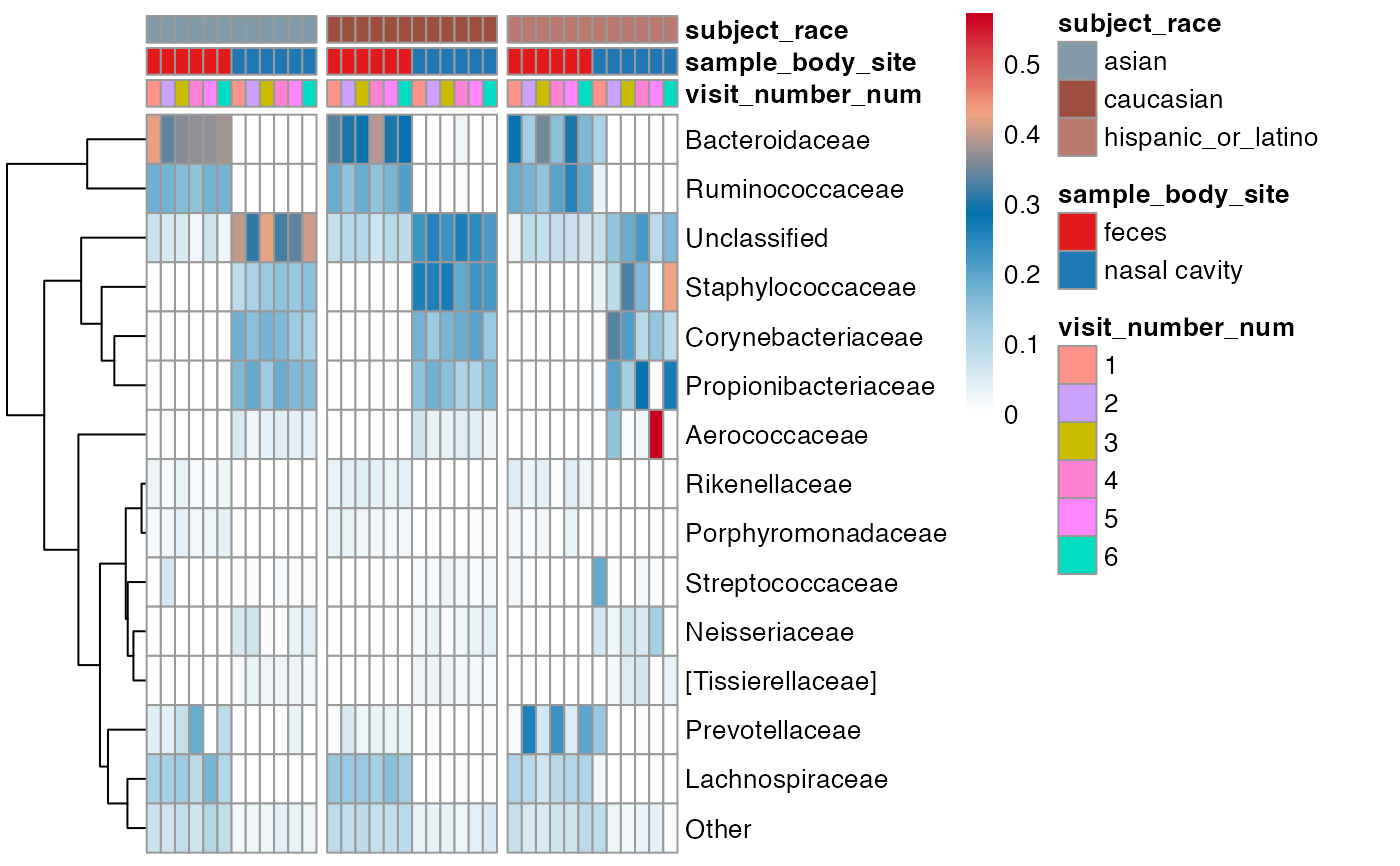 subject_race
sample_body_site
visit_number_num
Bacteroidaceae
Ruminococcaceae
Unclassified
Staphylococcaceae
Corynebacteriaceae
Propionibacteriaceae
Aerococcaceae
Rikenellaceae
Porphyromonadaceae
Streptococcaceae
Neisseriaceae
[Tissierellaceae]
Prevotellaceae
Lachnospiraceae
Other
0.5
0.4
0.3
0.2
0.1
0
subject_race
asian
caucasian
hispanic_or_latino
sample_body_site
feces
nasal cavity
visit_number_num
1
2
3
4
5
6